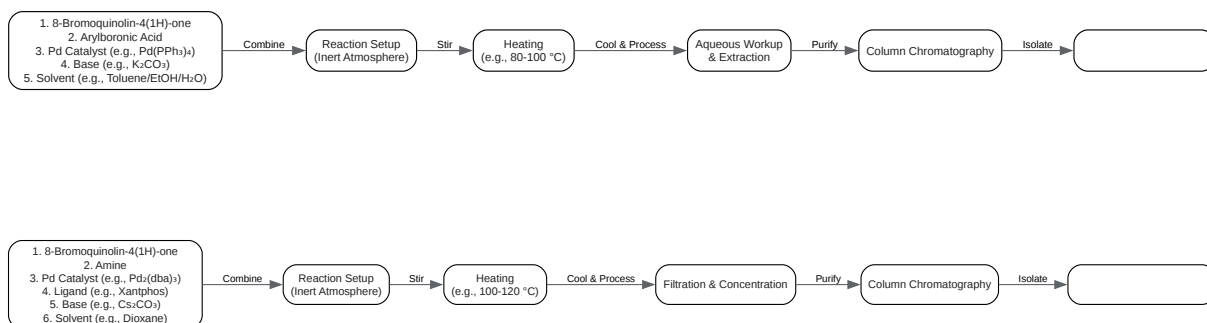 1. 8-Bromoquinolin-4(1H)-one
2. Arylboronic Acid
3. Pd Catalyst (e.g., Pd(PPh₃)₄)
4. Base (e.g., K₂CO₃)
5. Solvent (e.g., Toluene/EtOH/H₂O)
Combine
Reaction Setup
(Inert Atmosphere)
Stir
Heating
(e.g., 80-100 °C)
Cool & Process
Aqueous Workup
& Extraction
Purify
Column Chromatography
Isolate
1. 8-Bromoquinolin-4(1H)-one
2. Amine
3. Pd Catalyst (e.g., Pd₂(dba)₃)
4. Ligand (e.g., Xantphos)
5. Base (e.g., Cs₂CO₃)
6. Solvent (e.g., Dioxane)
Combine
Reaction Setup
(Inert Atmosphere)
Stir
Heating
(e.g., 100-120 °C)
Cool & Process
Filtration & Concentration
Purify
Column Chromatography
Isolate